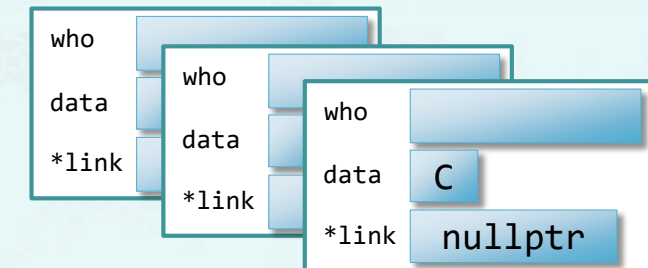 who
data
*link
who
data
*link
who
data C
*link nullptr